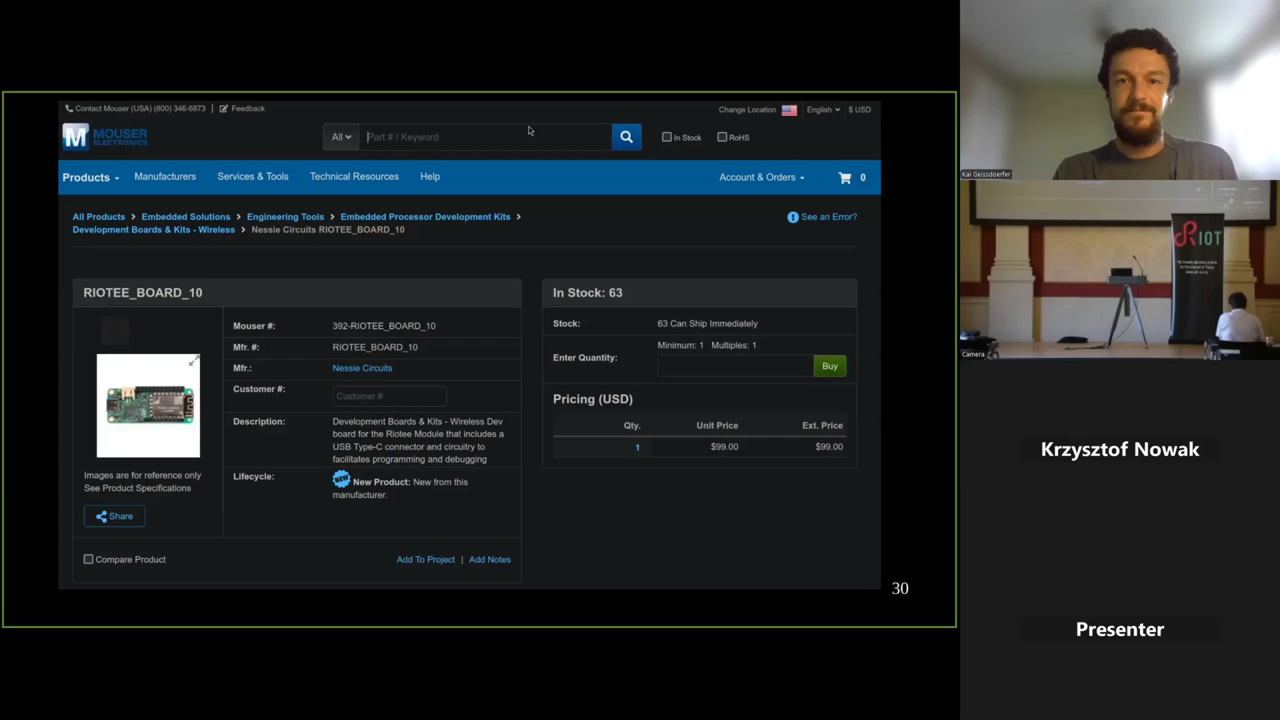 Contact Mouser (USA) (800) 346-6873 | Feedback
Change Location English $ USD
M MOUSER
ELECTRONICS
All Part # / Keyword In Stock RoHS
Products Manufacturers Services & Tools Technical Resources Help Account & Orders 0
All Products > Embedded Solutions > Engineering Tools > Embedded Processor Development Kits >
Development Boards & Kits - Wireless > Nessie Circuits RIOTEE_BOARD_10
See an Error?
RIOTEE_BOARD_10
Images are for reference only
See Product Specifications
Share
Mouser #: 392-RIOTEE_BOARD_10
Mfr. #: RIOTEE_BOARD_10
Mfr.: Nessie Circuits
Customer #: Customer #
Description: Development Boards & Kits - Wireless Dev
board for the Riotee Module that includes a
USB Type-C connector and circuitry to
facilitates programming and debugging
Lifecycle: NEW New Product: New from this
manufacturer.
Compare Product Add To Project | Add Notes
In Stock: 63
Stock: 63 Can Ship Immediately
Minimum: 1 Multiples: 1
Enter Quantity: Buy
Pricing (USD)
Qty. Unit Price Ext. Price
1 $99.00 $99.00
30
Kai Geissdoerfer
RIOT
Camera
Krzysztof Nowak
Presenter